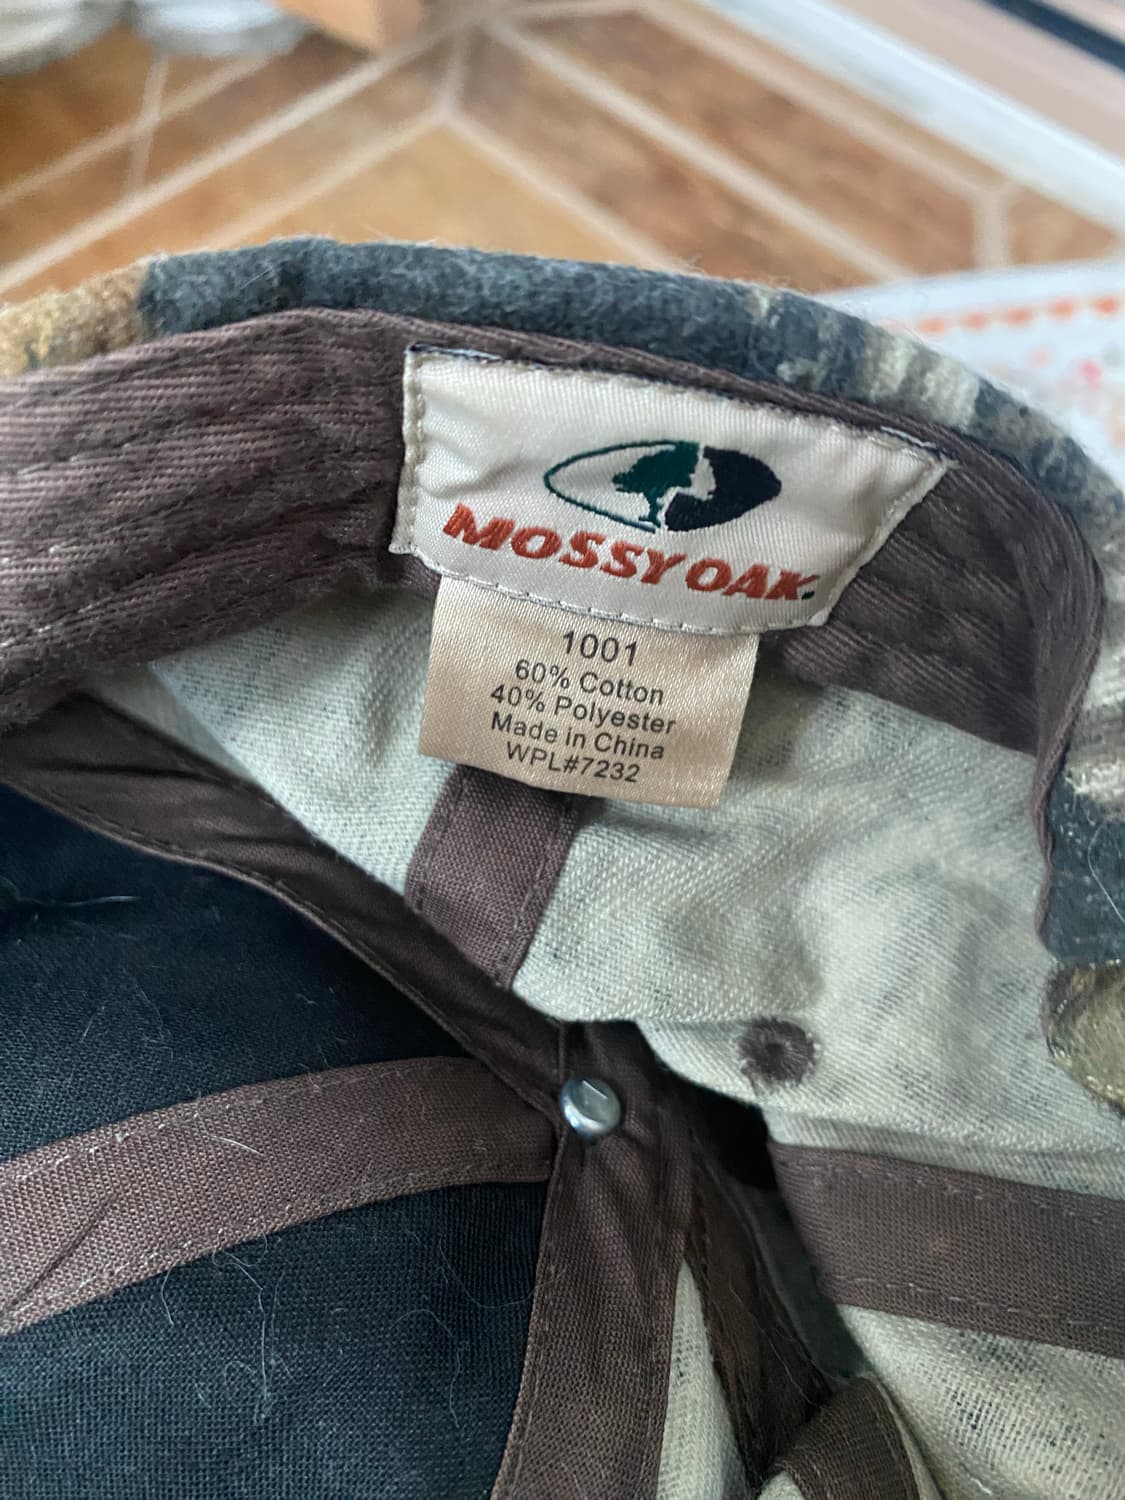 MOSSY OAK.
1001
60% Cotton
40% Polyester
Made in China
WPL#7232